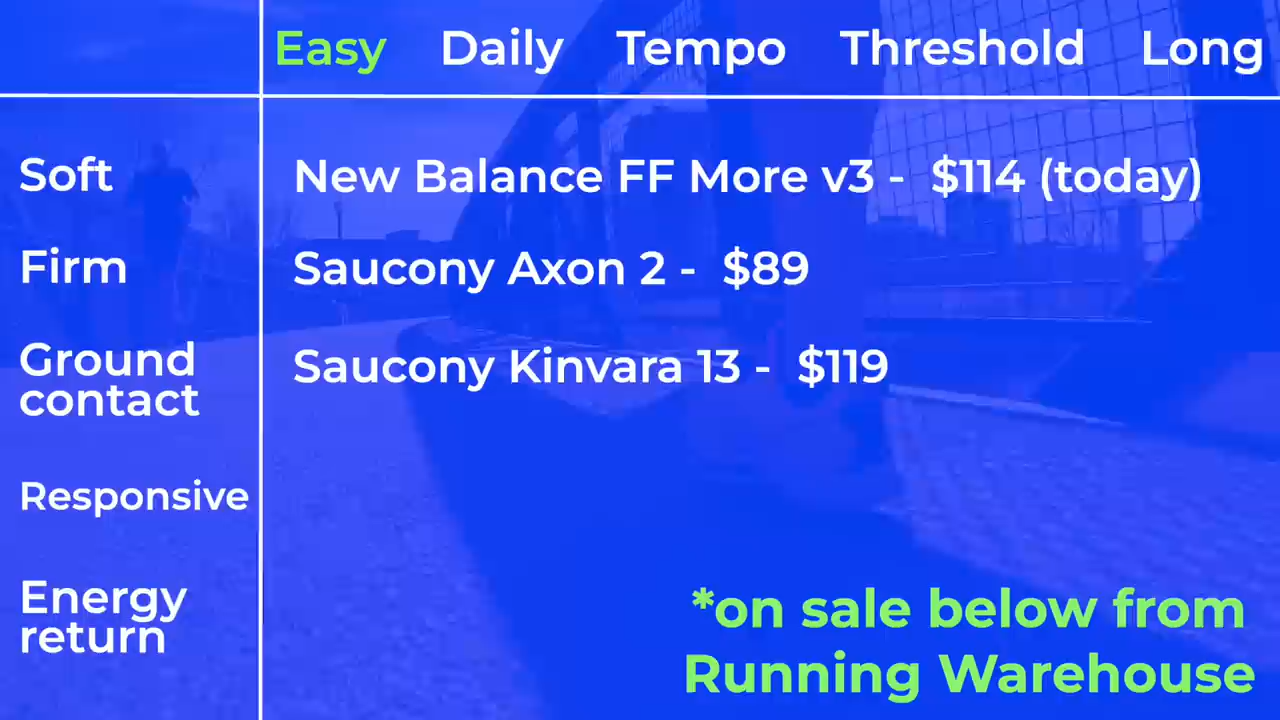 Easy Daily Tempo Threshold Long
Soft New Balance FF More v3 - $114 (today)
Firm Saucony Axon 2 - $89
Ground
contact
Saucony Kinvara 13 - $119
Responsive
Energy
return
*on sale below from
Running Warehouse